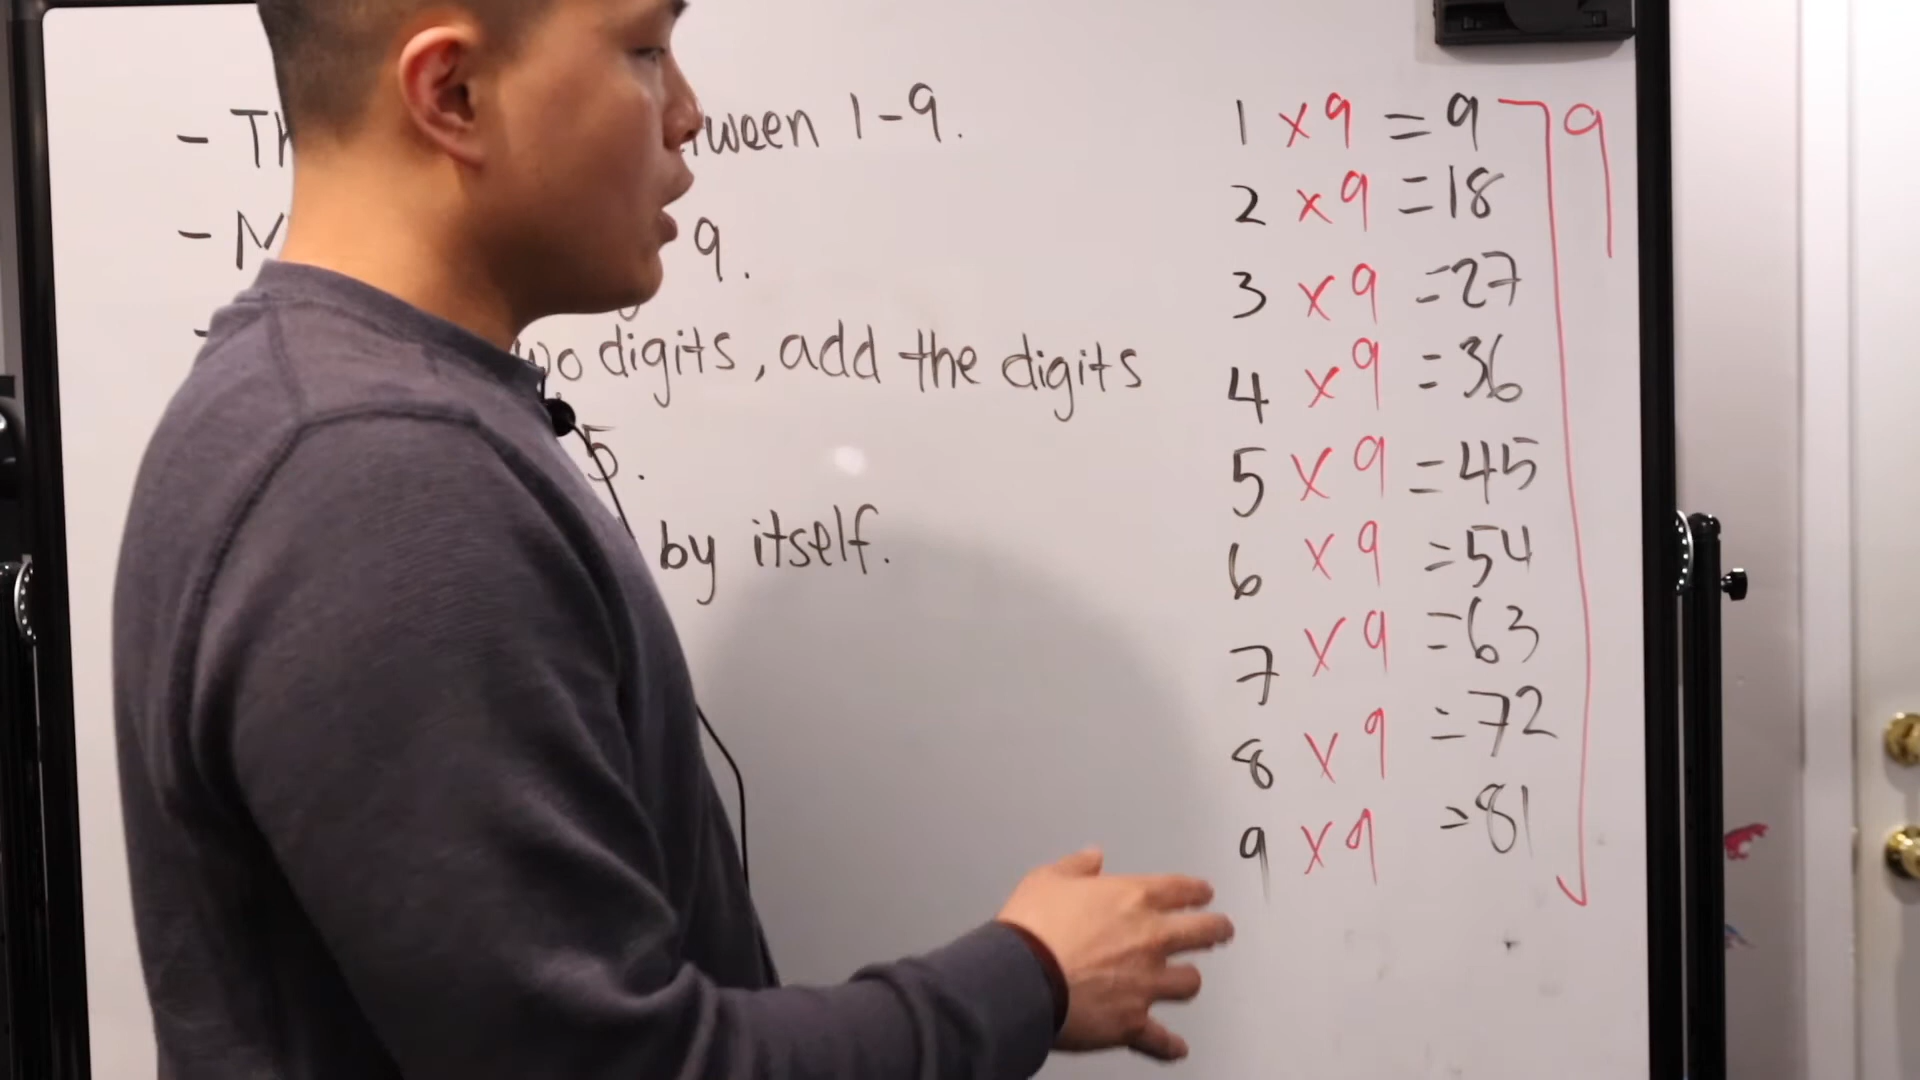 - Th ween 1-9.
- M 9.
- wo digits, add the digits
5.
by itself.
1 x 9 = 9
2 x 9 = 18
3 x 9 = 27
4 x 9 = 36
5 x 9 = 45
6 x 9 = 54
7 x 9 = 63
8 x 9 = 72
9 x 9 = 81
9